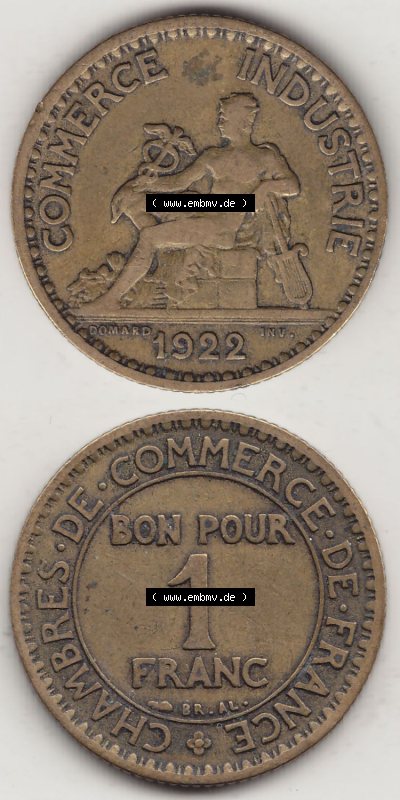 COMMERCE INDUSTRIE
( www.embmv.de )
DOMARD INV.
1922
CHAMBRES·DE·COMMERCE·DE·FRANCE
BON POUR
1
( www.embmv.de )
FRANC
BR.AL.